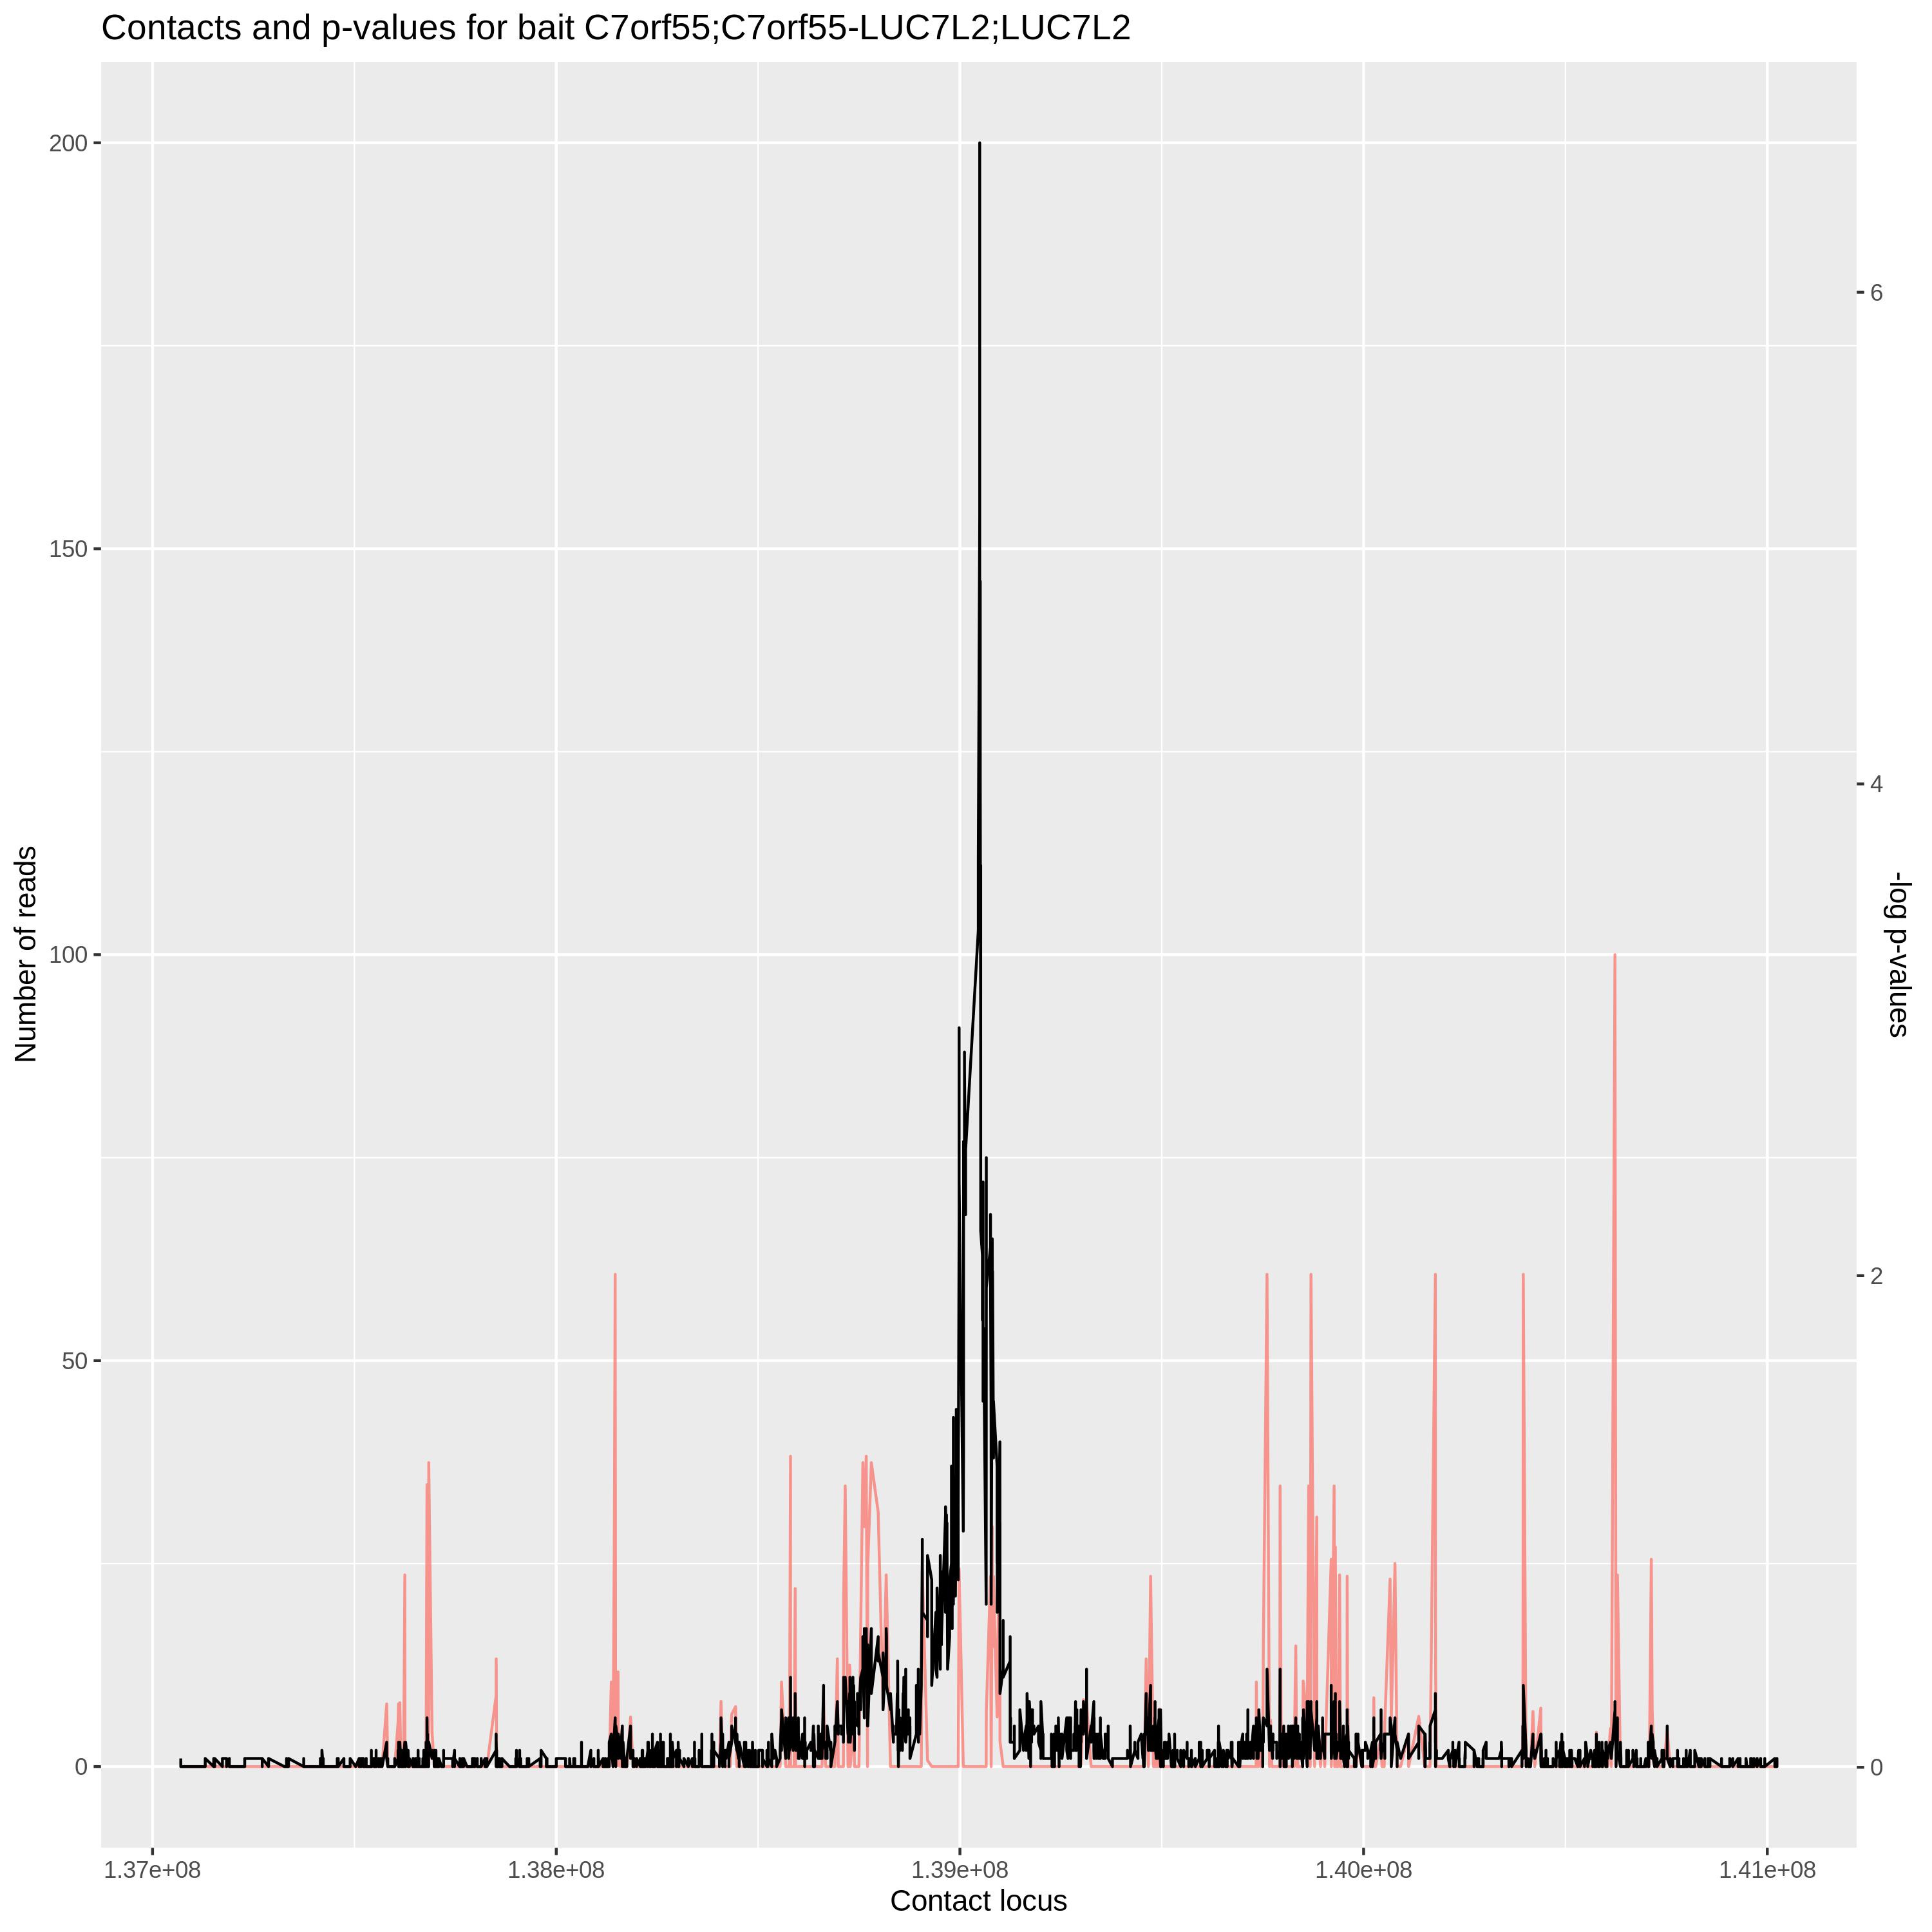 Contacts and p-values for bait C7orf55;C7orf55-LUC7L2;LUC7L2
200
150
100
50
0
Number of reads
6
4
2
0
-log p-values
1.37e+08 1.38e+08 1.39e+08 1.40e+08 1.41e+08
Contact locus